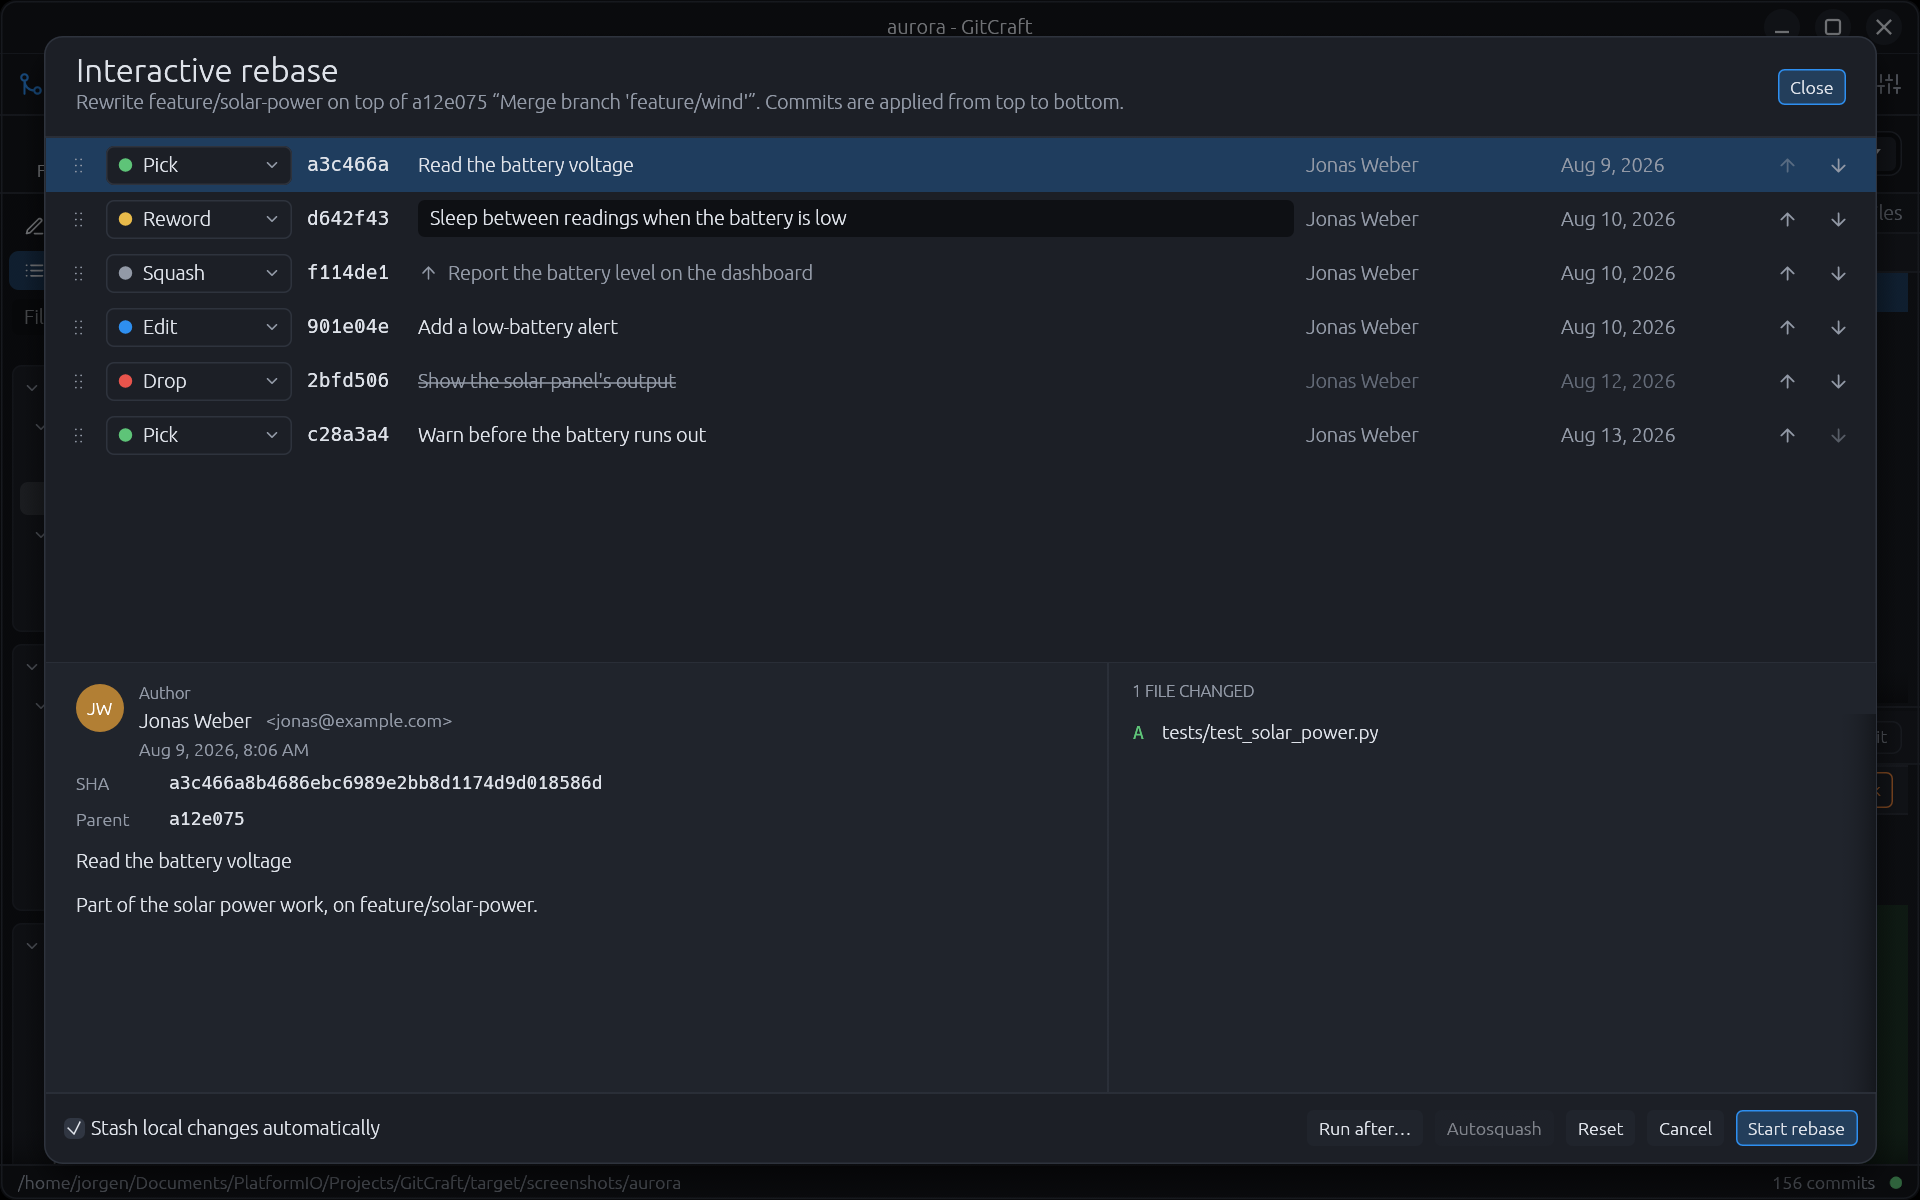 aurora - GitCraft
Interactive rebase
Rewrite feature/solar-power on top of a12e075 “Merge branch 'feature/wind'”. Commits are applied from top to bottom.
Close
Pick a3c466a Read the battery voltage Jonas Weber Aug 9, 2026
Reword d642f43 Sleep between readings when the battery is low Jonas Weber Aug 10, 2026
Squash f114de1 ↑ Report the battery level on the dashboard Jonas Weber Aug 10, 2026
Edit 901e04e Add a low-battery alert Jonas Weber Aug 10, 2026
Drop 2bfd506 Show the solar panel's output Jonas Weber Aug 12, 2026
Pick c28a3a4 Warn before the battery runs out Jonas Weber Aug 13, 2026
JW
Author
Jonas Weber <jonas@example.com>
Aug 9, 2026, 8:06 AM
SHA a3c466a8b4686ebc6989e2bb8d1174d9d018586d
Parent a12e075
Read the battery voltage
Part of the solar power work, on feature/solar-power.
1 FILE CHANGED
A tests/test_solar_power.py
Stash local changes automatically
Run after…
Autosquash
Reset
Cancel
Start rebase
/home/jorgen/Documents/PlatformIO/Projects/GitCraft/target/screenshots/aurora
156 commits